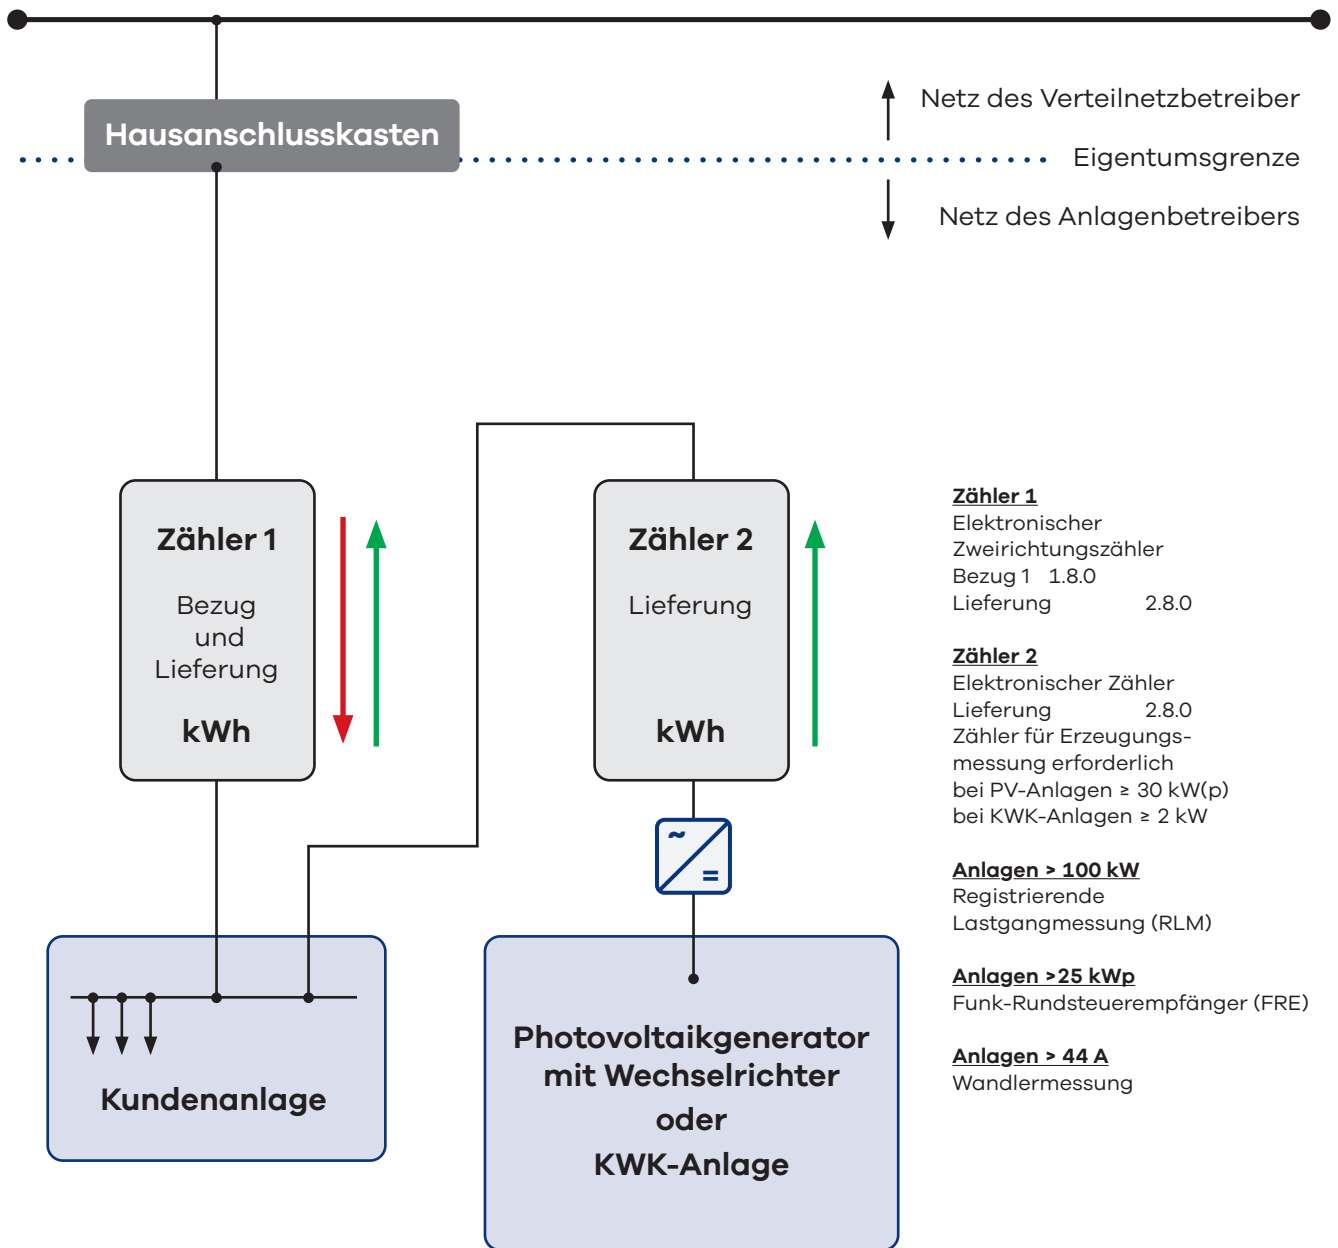 Hausanschlusskasten
Netz des Verteilnetzbetreiber
Eigentumsgrenze
Netz des Anlagenbetreibers
Zähler 1
Bezug
und
Lieferung
kWh
Zähler 2
Lieferung
kWh
~
=
Kundenanlage
Photovoltaikgenerator
mit Wechselrichter
oder
KWK-Anlage
Zähler 1
Elektronischer
Zweirichtungszähler
Bezug 1 1.8.0
Lieferung 2.8.0
Zähler 2
Elektronischer Zähler
Lieferung 2.8.0
Zähler für Erzeugungs-
messung erforderlich
bei PV-Anlagen ≥ 30 kW(p)
bei KWK-Anlagen ≥ 2 kW
Anlagen > 100 kW
Registrierende
Lastgangmessung (RLM)
Anlagen >25 kWp
Funk-Rundsteuerempfänger (FRE)
Anlagen > 44 A
Wandlermessung